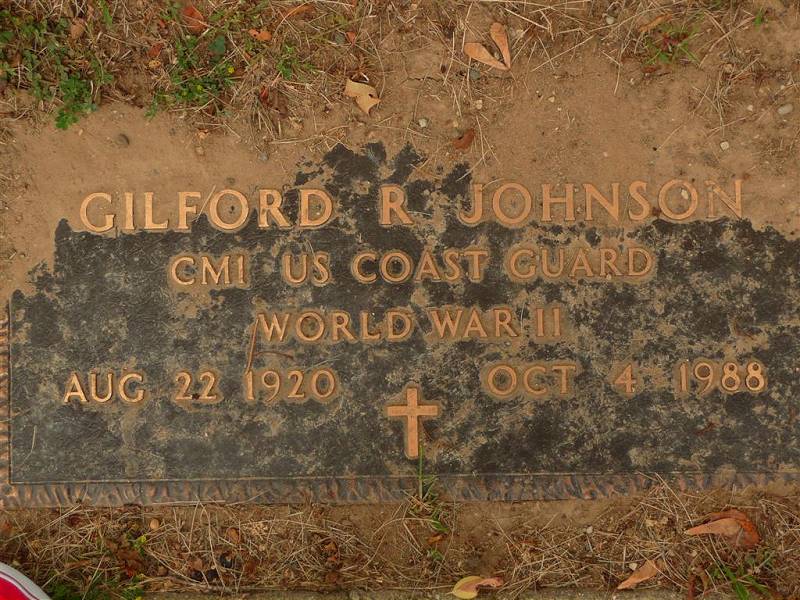 GILFORD R JOHNSON
CM1 US COAST GUARD
WORLD WAR II
AUG 22 1920 OCT 4 1988